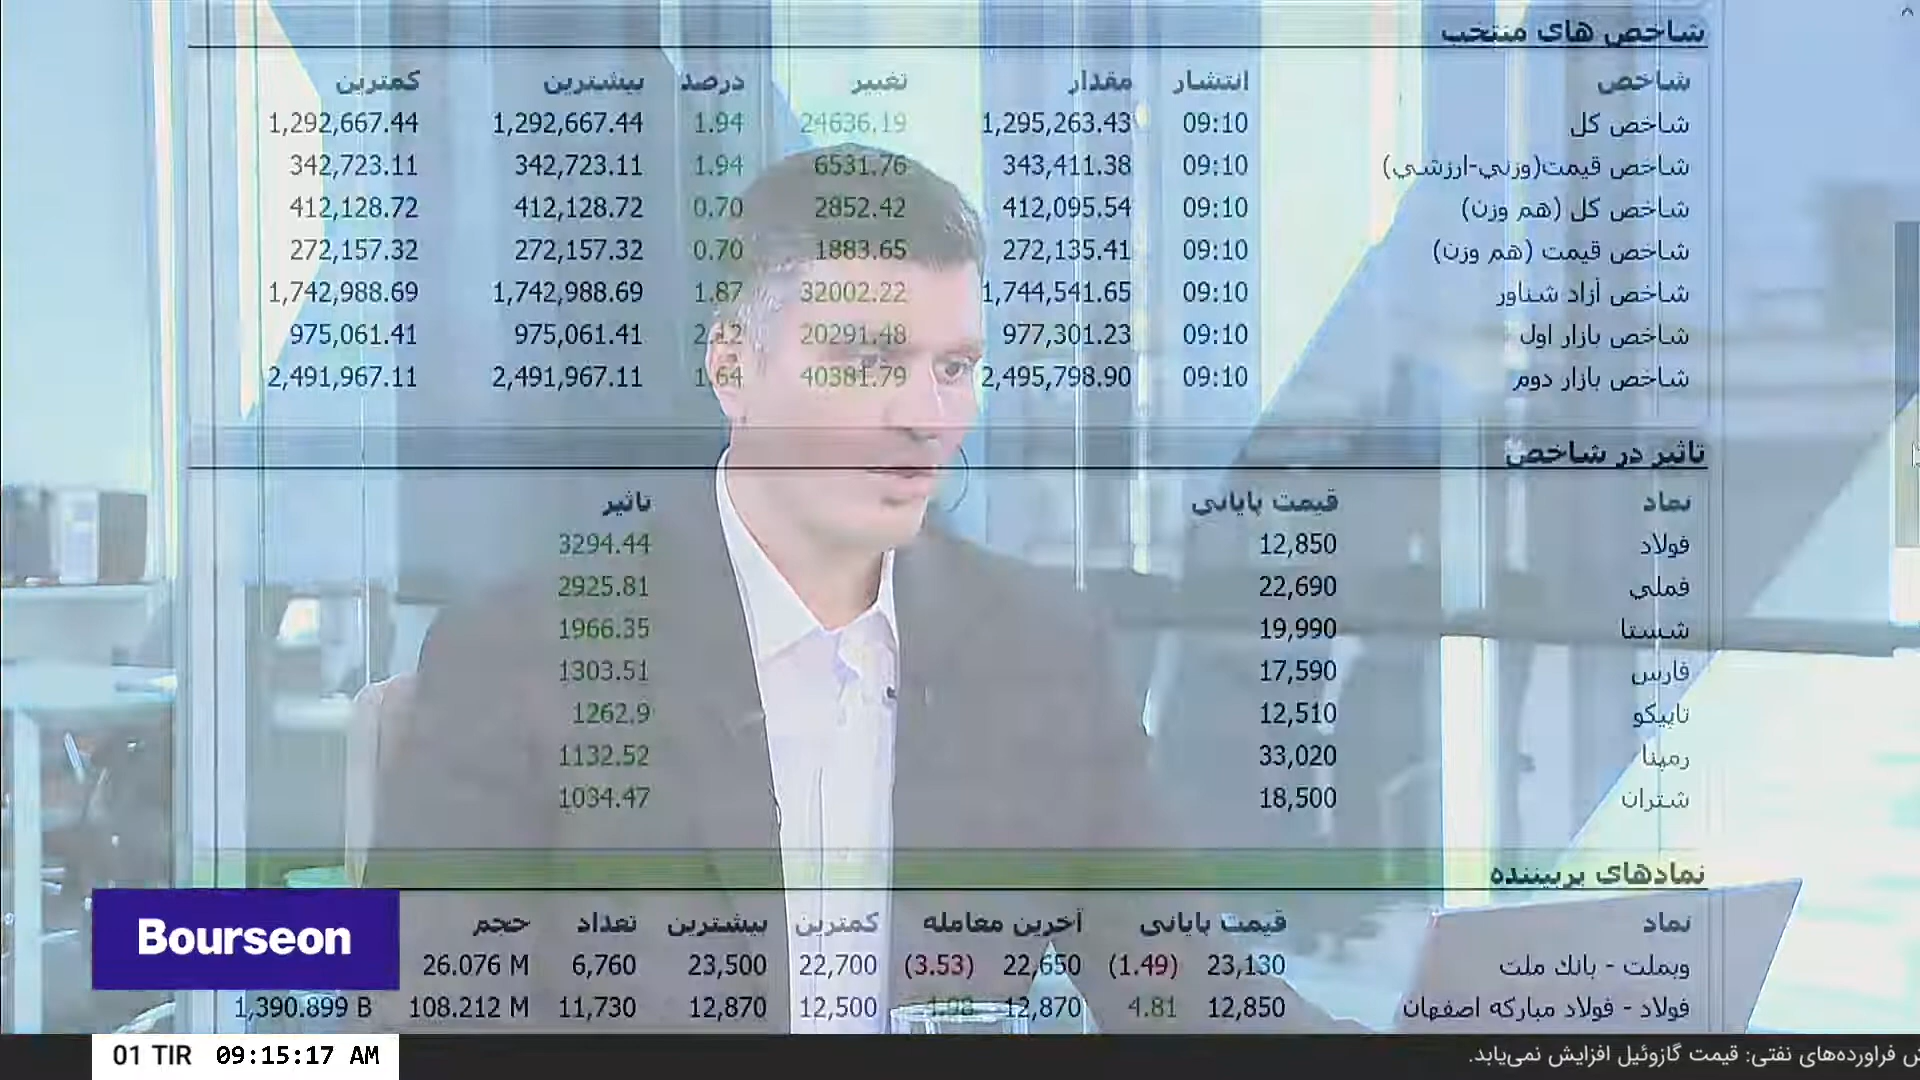 شاخص های منتخب
شاخص انتشار مقدار تغییر درصد بیشترین کمترین
شاخص کل 09:10 1,295,263.43 24636.19 1.94 1,292,667.44 1,292,667.44
شاخص قیمت(وزني-ارزشي) 09:10 343,411.38 6531.76 1.94 342,723.11 342,723.11
شاخص کل (هم وزن) 09:10 412,095.54 2852.42 0.70 412,128.72 412,128.72
شاخص قیمت (هم وزن) 09:10 272,135.41 1883.65 0.70 272,157.32 272,157.32
شاخص آزاد شناور 09:10 1,744,541.65 32002.22 1.87 1,742,988.69 1,742,988.69
شاخص بازار اول 09:10 977,301.23 20291.48 2.12 975,061.41 975,061.41
شاخص بازار دوم 09:10 2,495,798.90 40381.79 1.64 2,491,967.11 2,491,967.11
تاثیر در شاخص
نماد قیمت پایانی تاثیر
فولاد 12,850 3294.44
فملي 22,690 2925.81
شستا 19,990 1966.35
فارس 17,590 1303.51
تاپیکو 12,510 1262.9
رمپنا 33,020 1132.52
شتران 18,500 1034.47
نمادهای پربیننده
نماد قیمت پایانی آخرین معامله کمترین بیشترین تعداد حجم
وبملت - بانك ملت 23,130 (1.49) 22,650 (3.53) 22,700 23,500 6,760 26.076 M
فولاد - فولاد مباركه اصفهان 12,850 4.81 12,870 12,500 12,870 11,730 108.212 M 1,390.899 B
Bourseon
01 TIR 09:15:17 AM
فراورده‌های نفتی: قیمت گازوئیل افزایش نمی‌یابد.